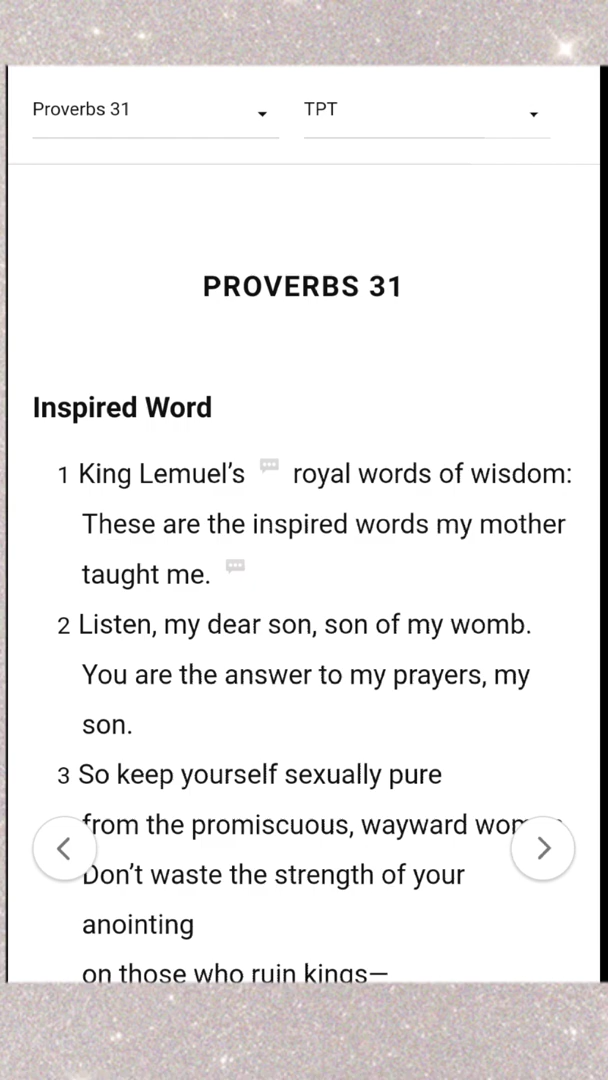 Proverbs 31 TPT
PROVERBS 31
Inspired Word
1 King Lemuel’s royal words of wisdom:
These are the inspired words my mother
taught me.
2 Listen, my dear son, son of my womb.
You are the answer to my prayers, my
son.
3 So keep yourself sexually pure
from the promiscuous, wayward
Don’t waste the strength of your
anointing
on those who ruin kings—